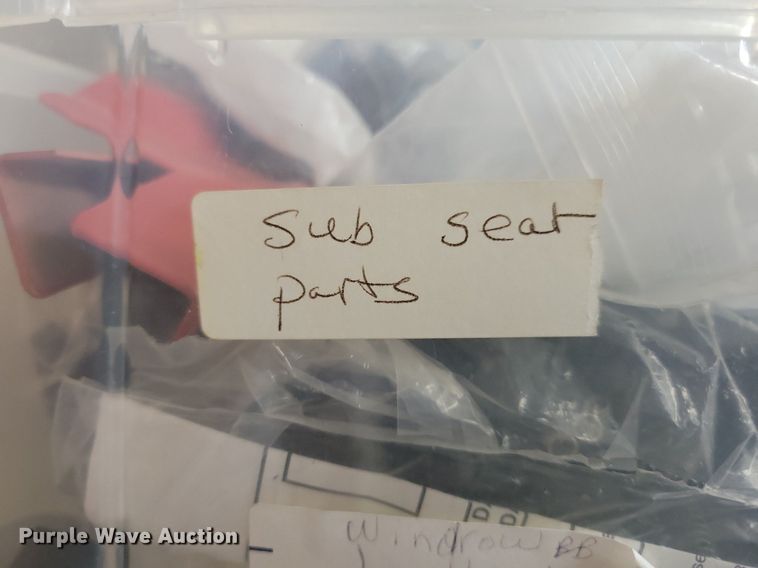 Sub seat
parts
Windrow BB
Purple Wave Auction